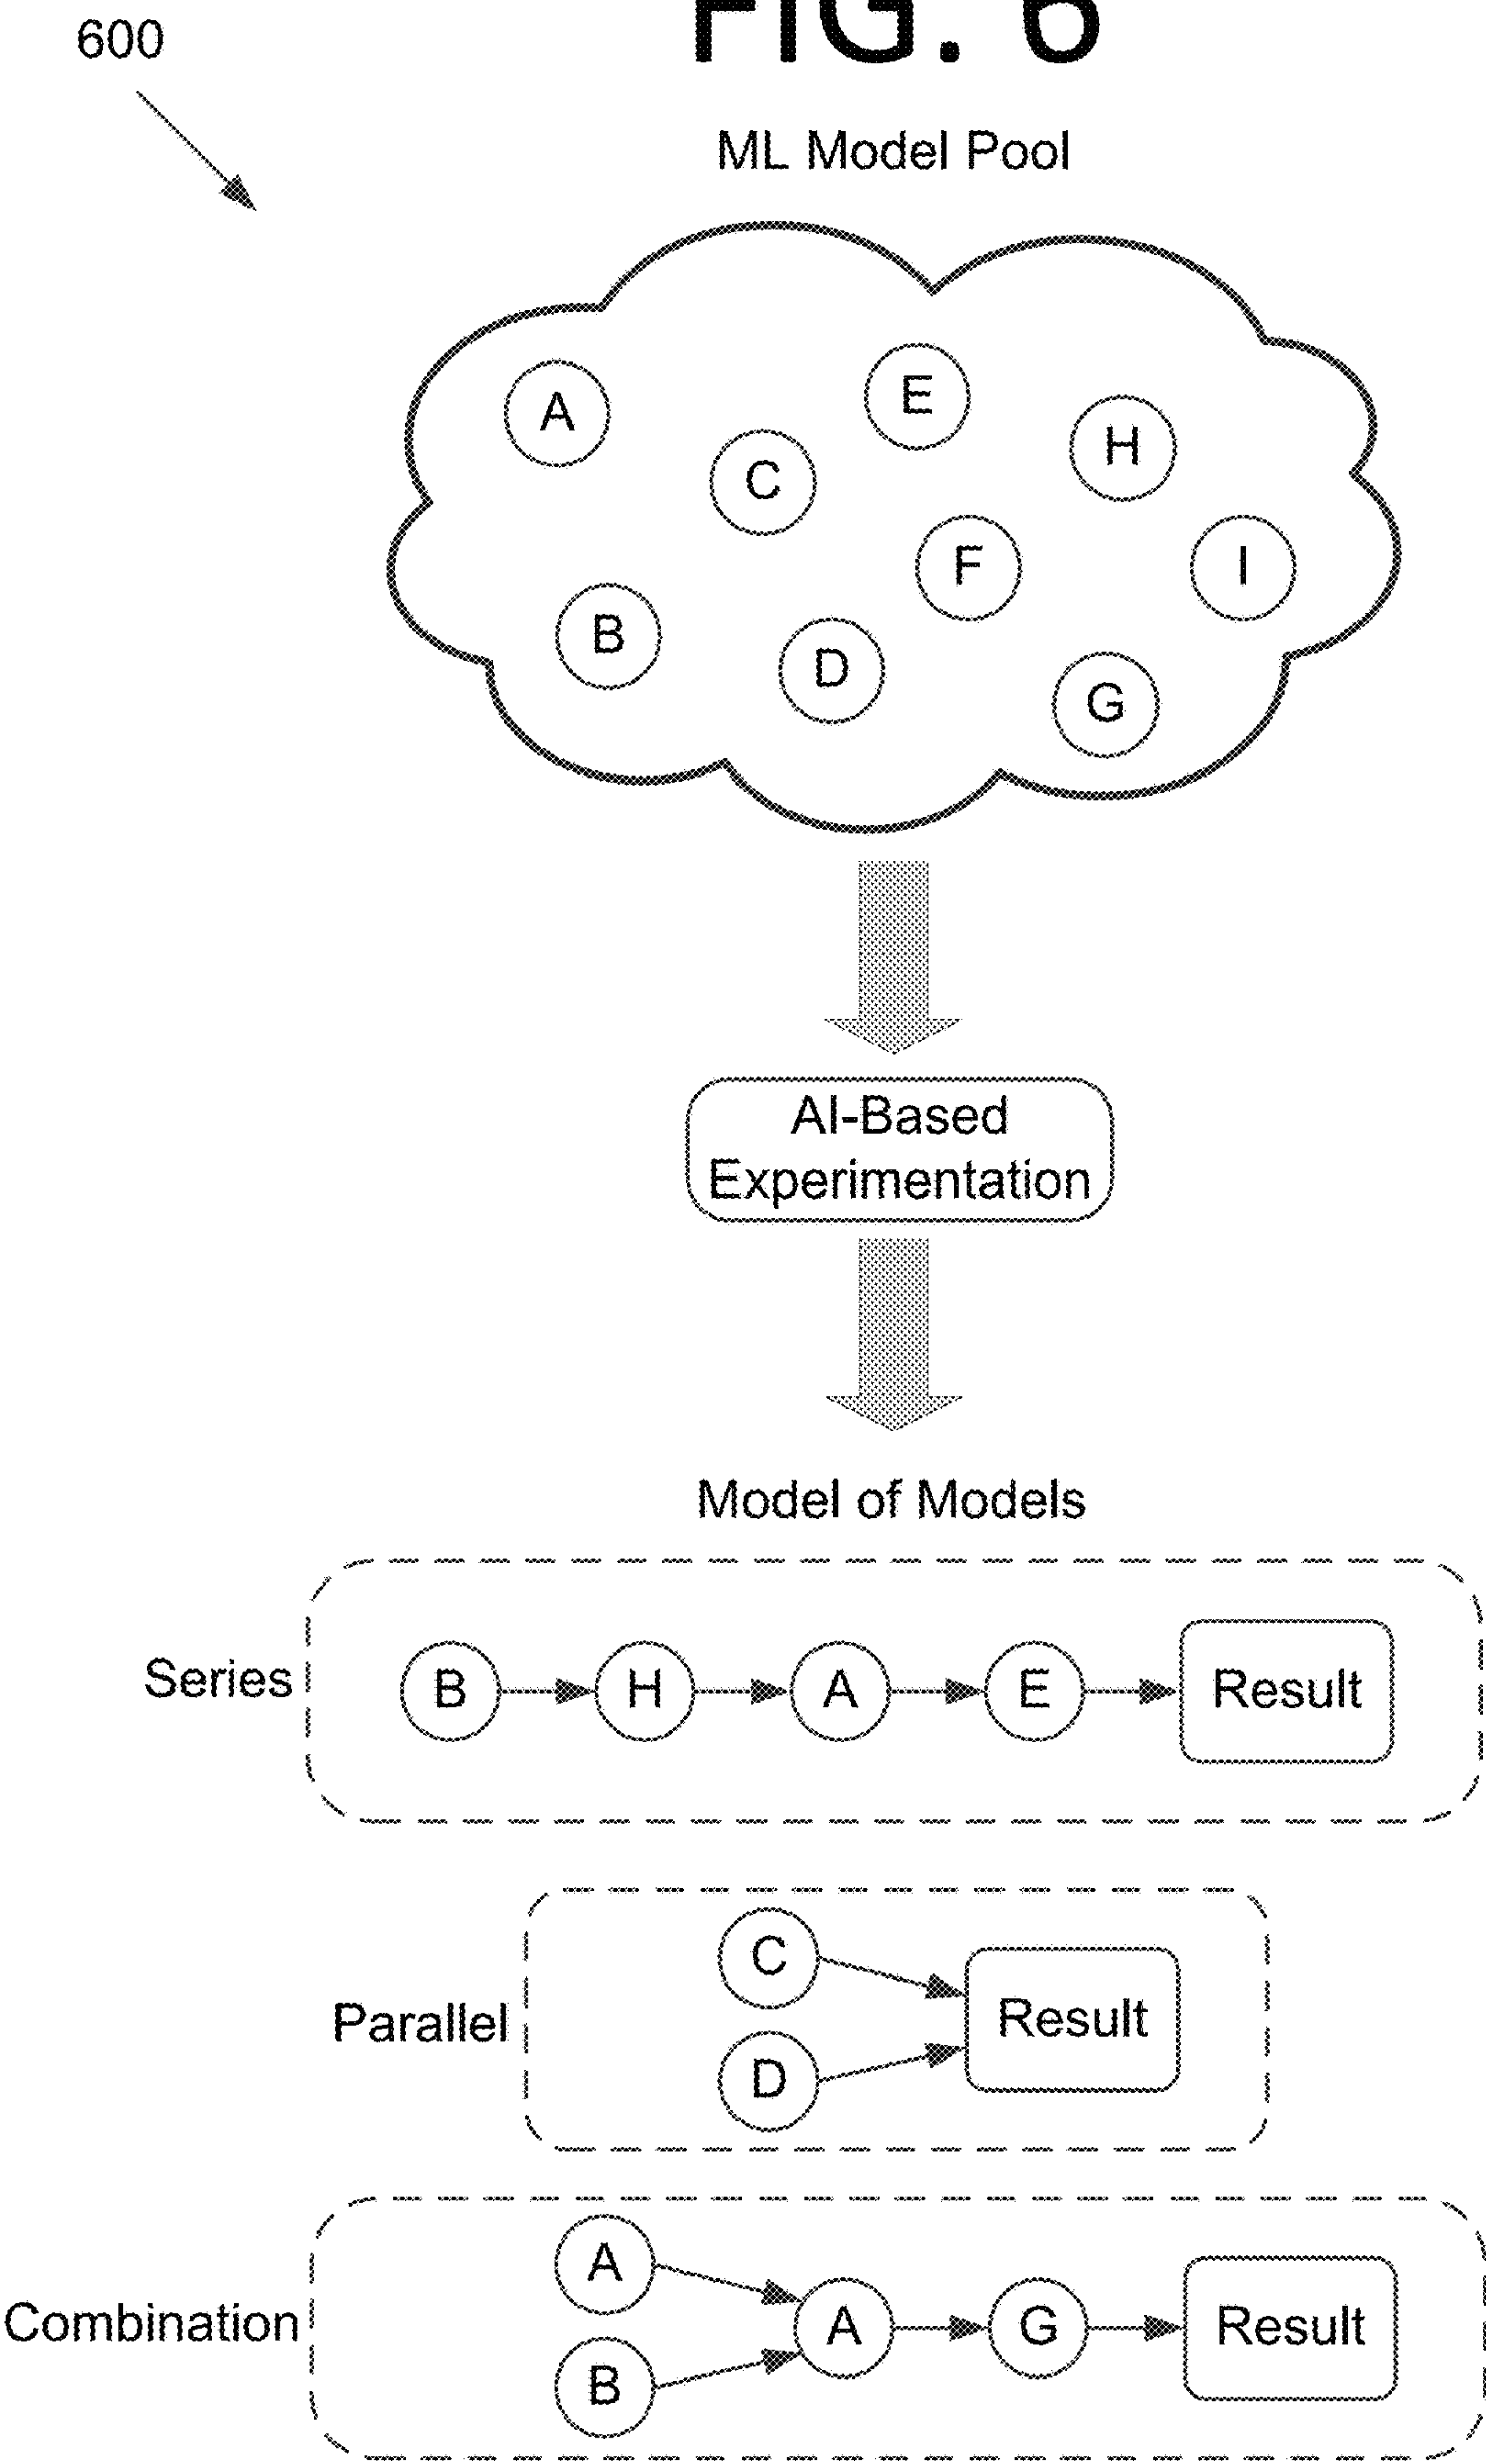 600
FIG. 6
ML Model Pool
A
E
H
C
F
I
B
D
G
AI-Based
Experimentation
Model of Models
Series
B
H
A
E
Result
Parallel
C
D
Result
Combination
A
B
A
G
Result